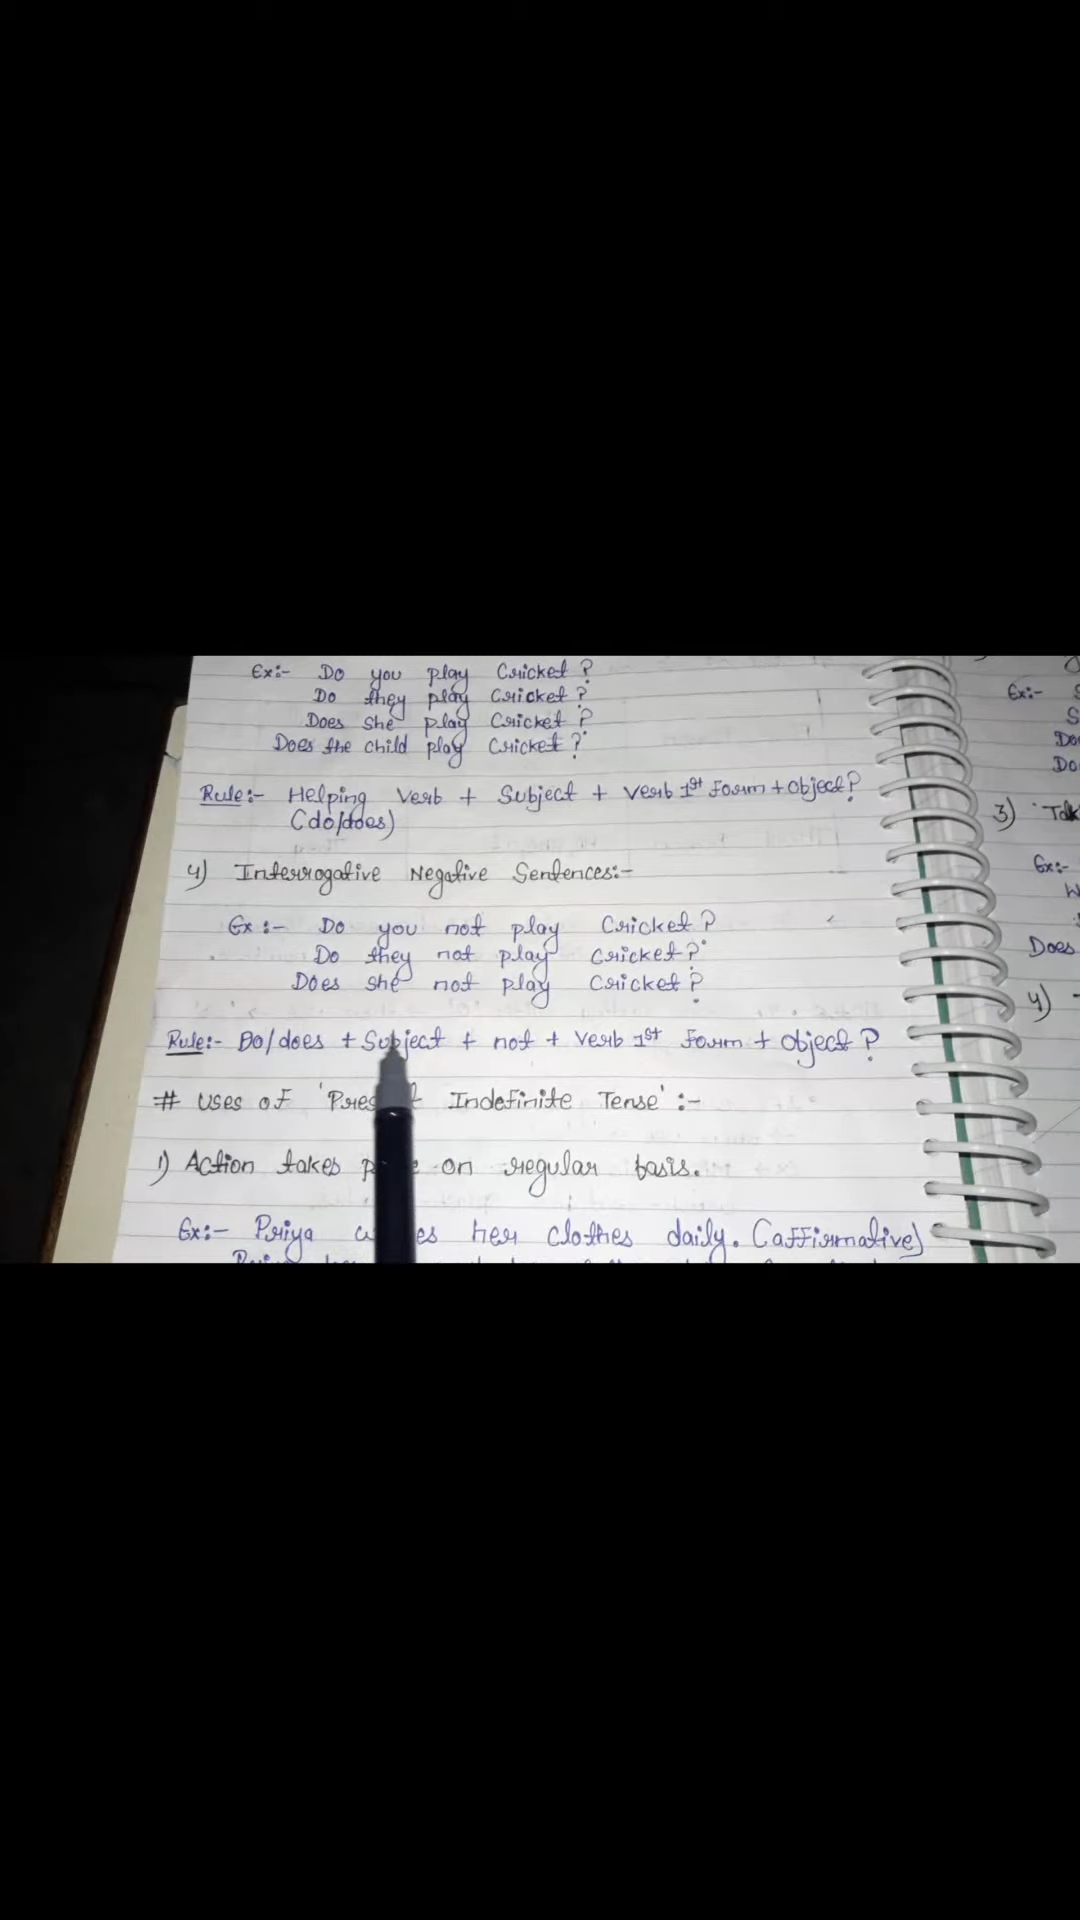 Ex:- Do you play Cricket?
Do they play Cricket?
Does she play Cricket?
Does the child play Cricket?
Rule:- Helping Verb + Subject + Verb 1st Form + Object?
(do/does)
4) Interrogative Negative Sentences:-
Ex:- Do you not play Cricket?
Do they not play Cricket?
Does she not play Cricket?
Rule:- Do/does + Subject + not + Verb 1st Form + Object?
# Uses of 'Present Indefinite Tense' :-
1) Action takes place on regular basis.
Ex:- Priya her clothes daily. (affirmative)
Ex:-
3)
Ex:-
Does
4)